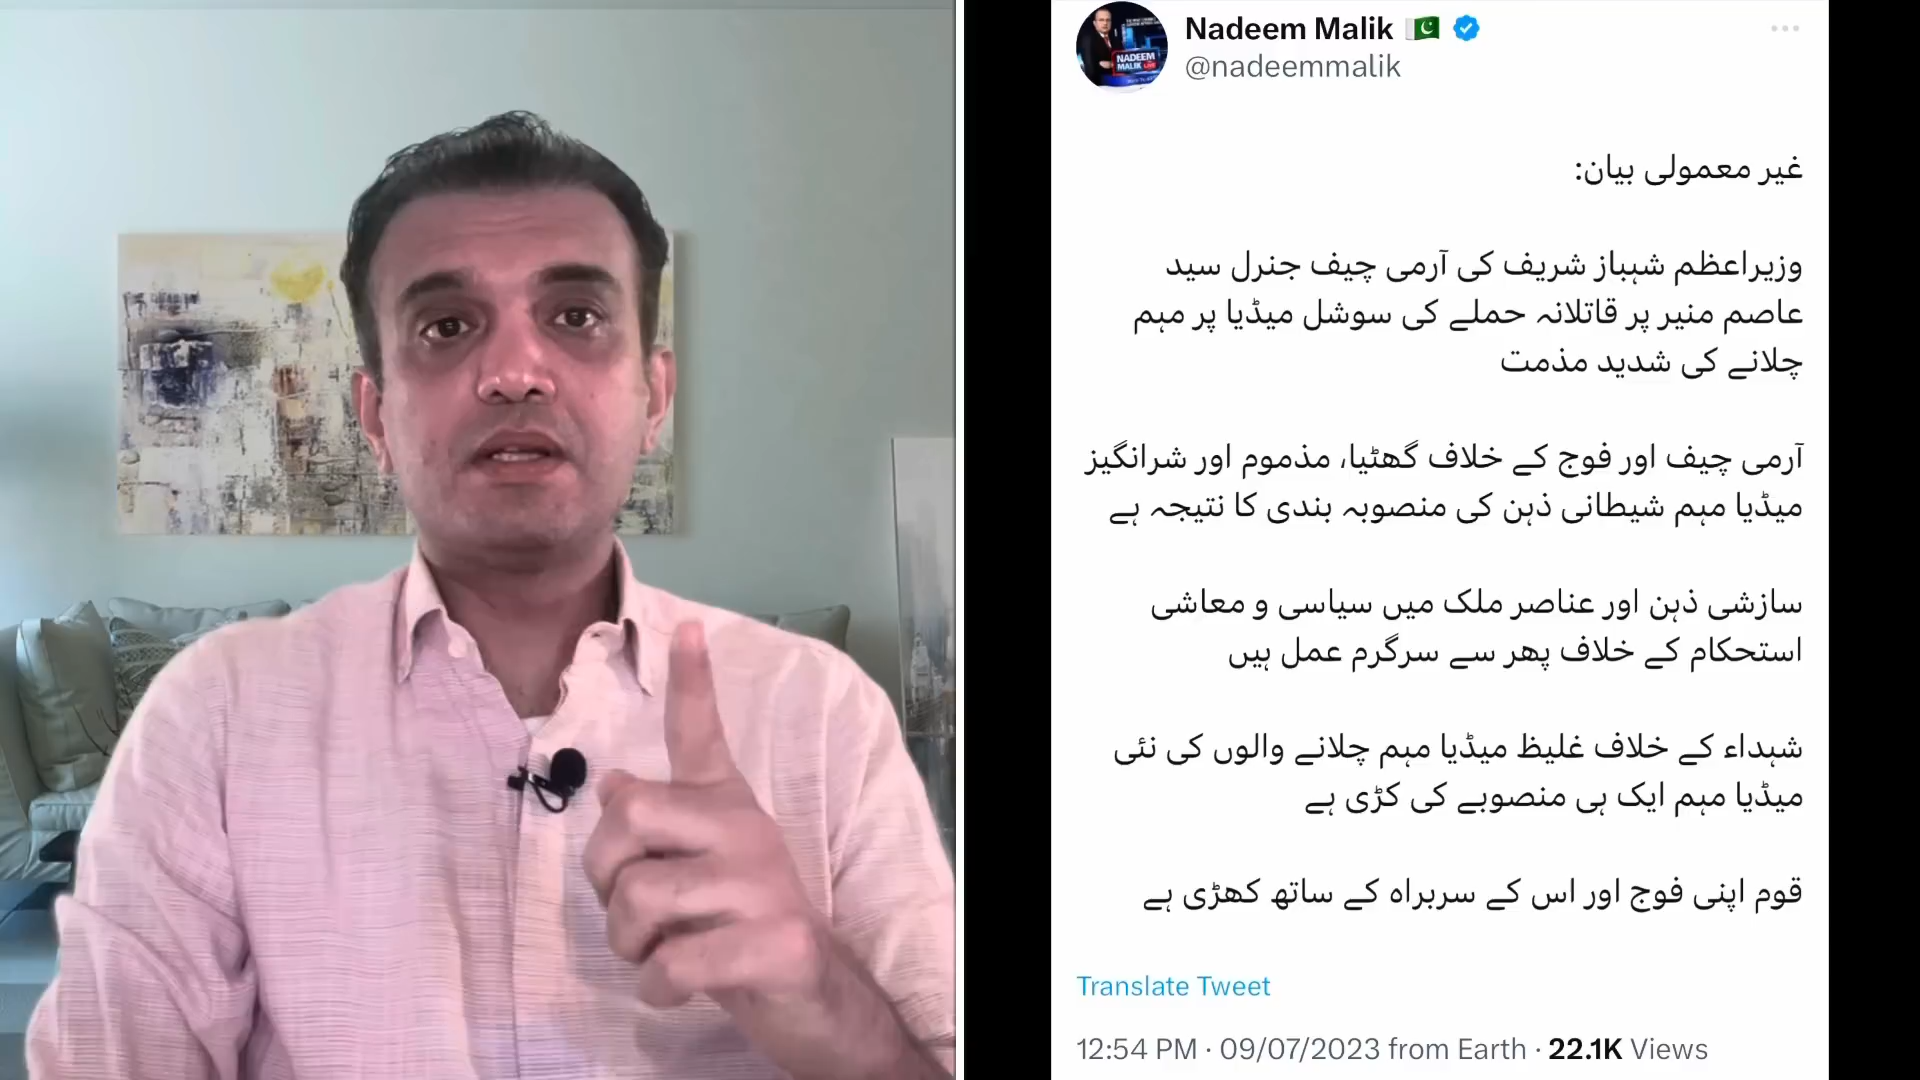 Nadeem Malik
@nadeemmalik
NADEEM
MALIK LIVE
غیر معمولی بیان:
وزیراعظم شہباز شریف کی آرمی چیف جنرل سید
عاصم منیر پر قاتلانہ حملے کی سوشل میڈیا پر مہم
چلانے کی شدید مذمت
آرمی چیف اور فوج کے خلاف گھٹیا، مذموم اور شرانگیز
میڈیا مہم شیطانی ذہن کی منصوبہ بندی کا نتیجہ ہے
سازشی ذہن اور عناصر ملک میں سیاسی و معاشی
استحکام کے خلاف پھر سے سرگرم عمل ہیں
شہداء کے خلاف غلیظ میڈیا مہم چلانے والوں کی نئی
میڈیا مہم ایک ہی منصوبے کی کڑی ہے
قوم اپنی فوج اور اس کے سربراہ کے ساتھ کھڑی ہے
Translate Tweet
12:54 PM · 09/07/2023 from Earth · 22.1K Views